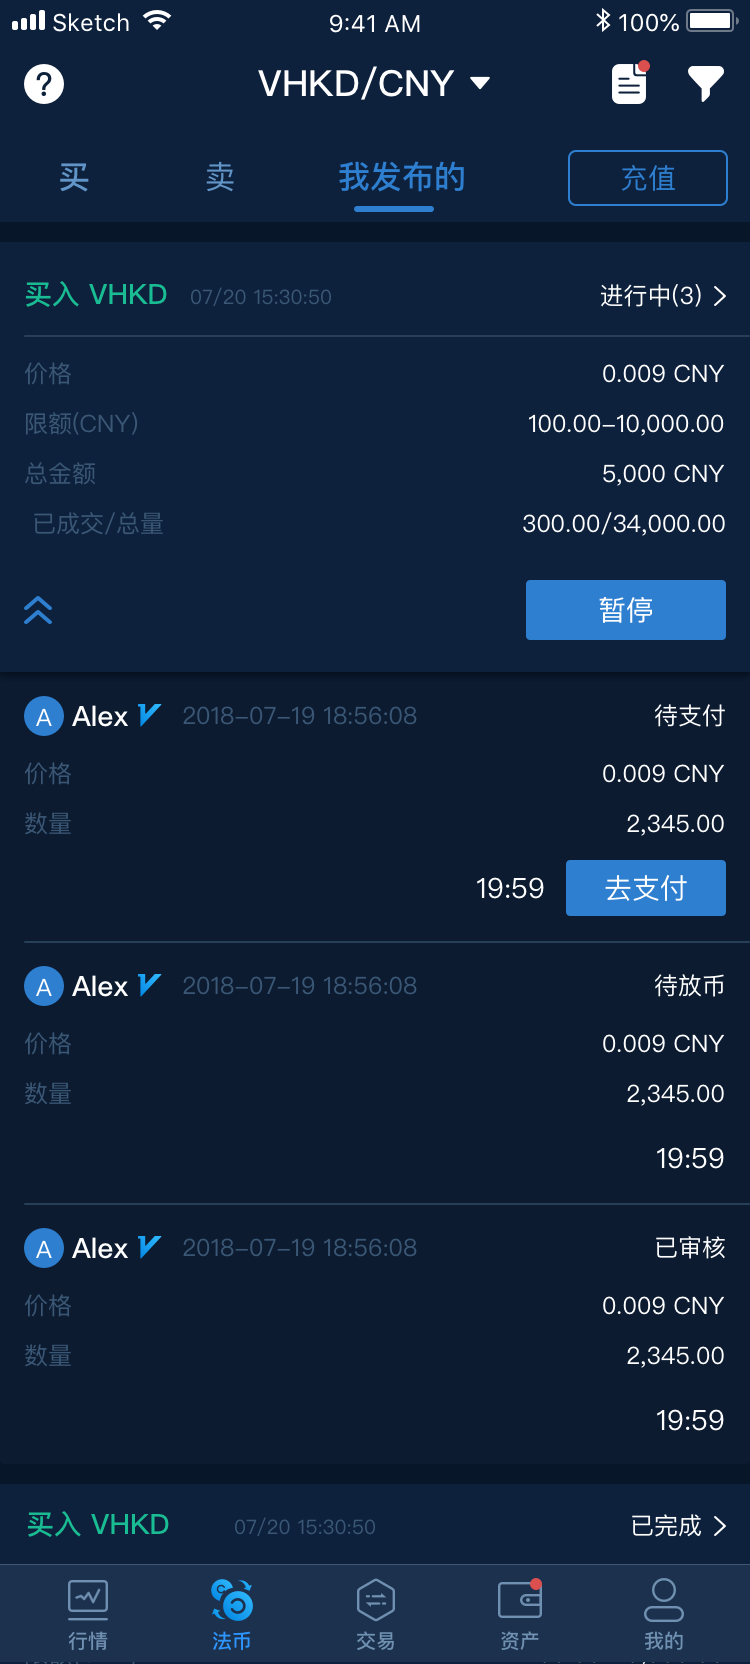 Sketch 9:41 AM 100%
? VHKD/CNY
买 卖 我发布的 充值
买入 VHKD 07/20 15:30:50 进行中(3)
价格 0.009 CNY
限额(CNY) 100.00-10,000.00
总金额 5,000 CNY
已成交/总量 300.00/34,000.00
暂停
A Alex 2018-07-19 18:56:08 待支付
价格 0.009 CNY
数量 2,345.00
19:59 去支付
A Alex 2018-07-19 18:56:08 待放币
价格 0.009 CNY
数量 2,345.00
19:59
A Alex 2018-07-19 18:56:08 已审核
价格 0.009 CNY
数量 2,345.00
19:59
买入 VHKD 07/20 15:30:50 已完成
行情 法币 交易 资产 我的